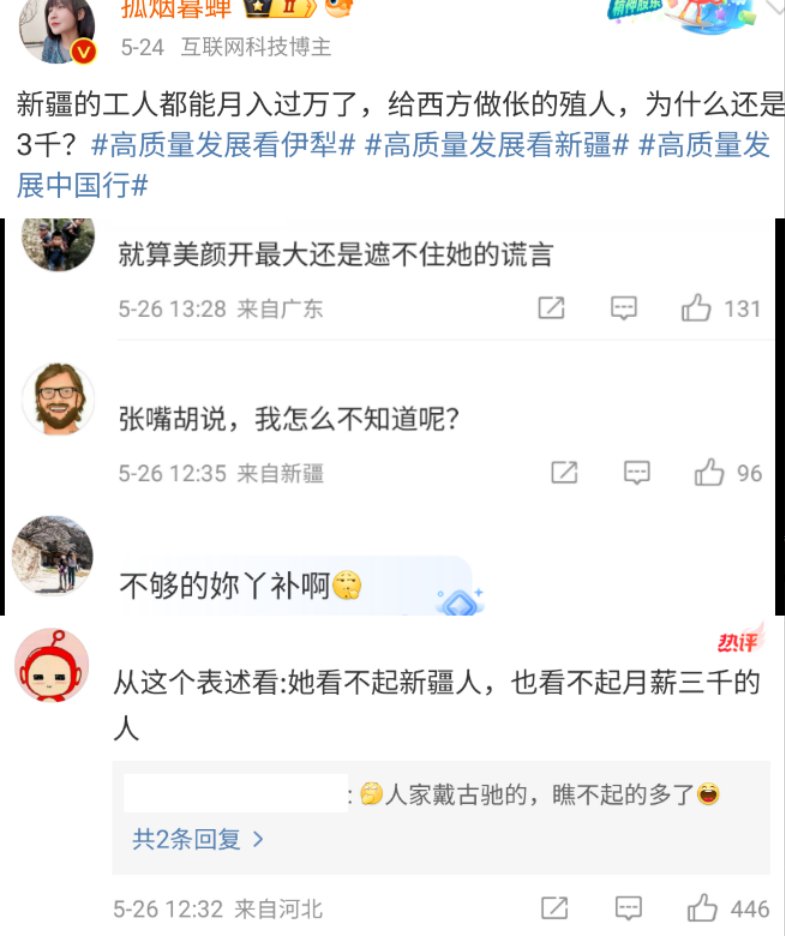 孤烟暮蝉 II
精神股东
5-24 互联网科技博主
新疆的工人都能月入过万了，给西方做伥的殖人，为什么还是
3千？#高质量发展看伊犁# #高质量发展看新疆# #高质量发
展中国行#
就算美颜开最大还是遮不住她的谎言
5-26 13:28 来自广东 131
张嘴胡说，我怎么不知道呢？
5-26 12:35 来自新疆 96
不够的妳丫补啊
热评
从这个表述看:她看不起新疆人，也看不起月薪三千的
人
: 人家戴古驰的，瞧不起的多了
共2条回复
5-26 12:32 来自河北 446